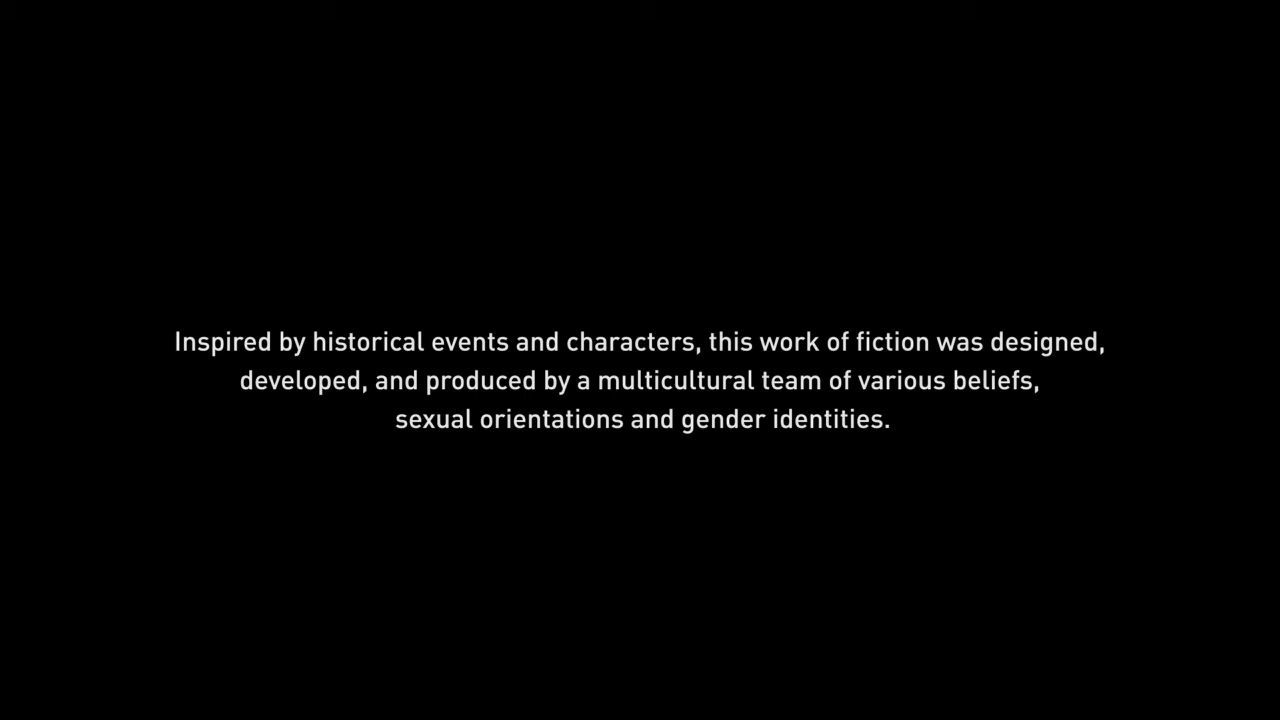 Inspired by historical events and characters, this work of fiction was designed,
developed, and produced by a multicultural team of various beliefs,
sexual orientations and gender identities.